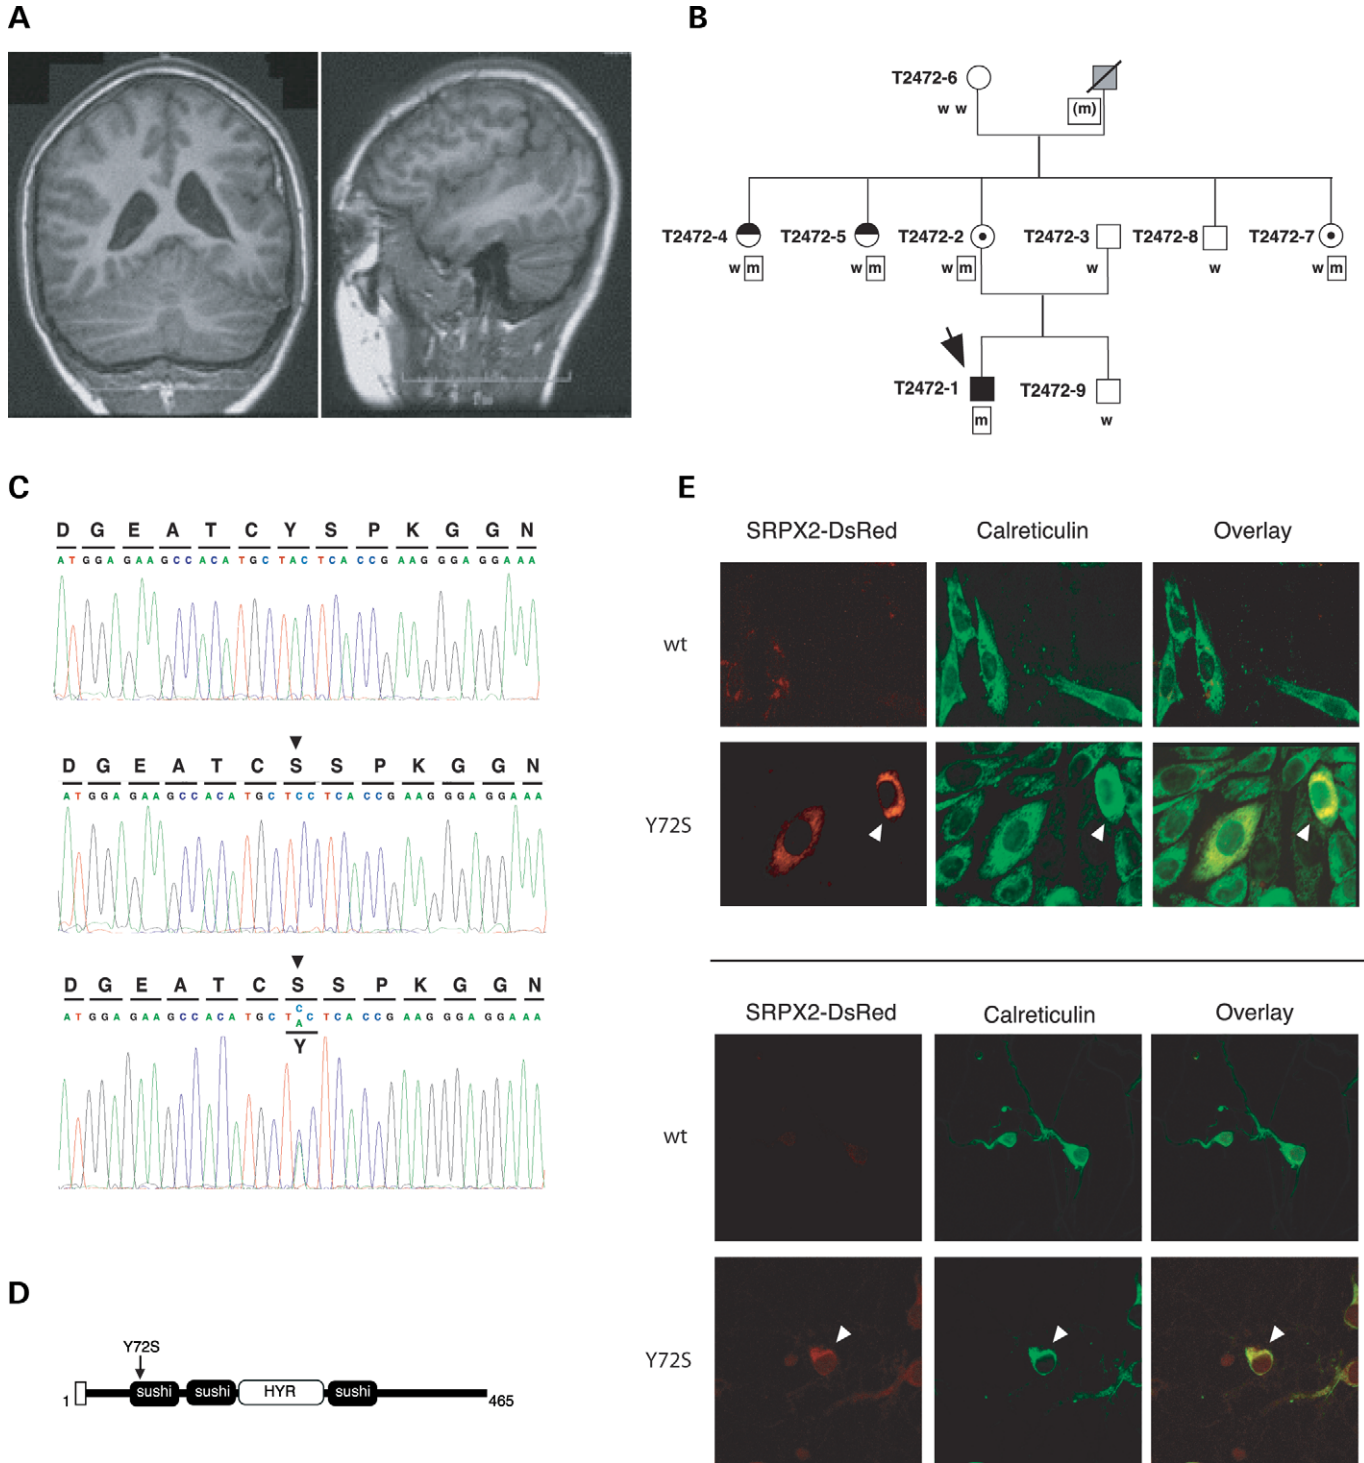 A
B
T2472-6
w w
(m)
T2472-4
T2472-5
T2472-2
T2472-3
T2472-8
T2472-7
w m
w m
w m
w
w
w m
T2472-1
T2472-9
m
w
C
D G E A T C Y S P K G G N
A T G G A G A A G C C A C A T G C T A C T C A C C G A A G G G A G G A A A
D G E A T C S S P K G G N
A T G G A G A A G C C A C A T G C T C C T C A C C G A A G G G A G G A A A
D G E A T C S S P K G G N
C
A T G G A G A A G C C A C A T G C T C T C A C C G A A G G G A G G A A A
A
Y
D
Y72S
1
sushi
sushi
HYR
sushi
465
E
SRPX2-DsRed
Calreticulin
Overlay
wt
Y72S
SRPX2-DsRed
Calreticulin
Overlay
wt
Y72S